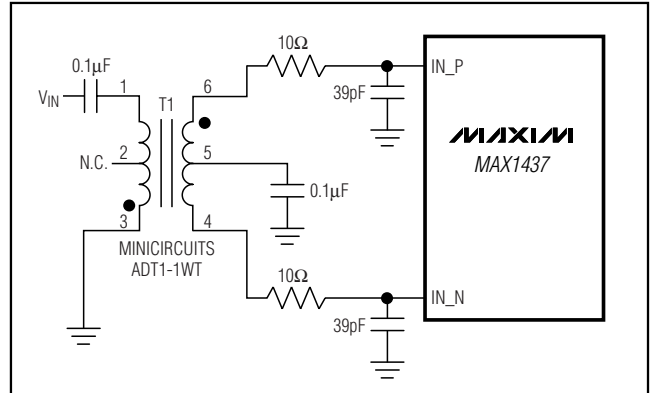 10Ω
0.1μF
1
6
IN_P
VIN
T1
39pF
MAXIM
MAX1437
N.C.
2
5
0.1μF
3
4
MINICIRCUITS
ADT1-1WT
10Ω
IN_N
39pF